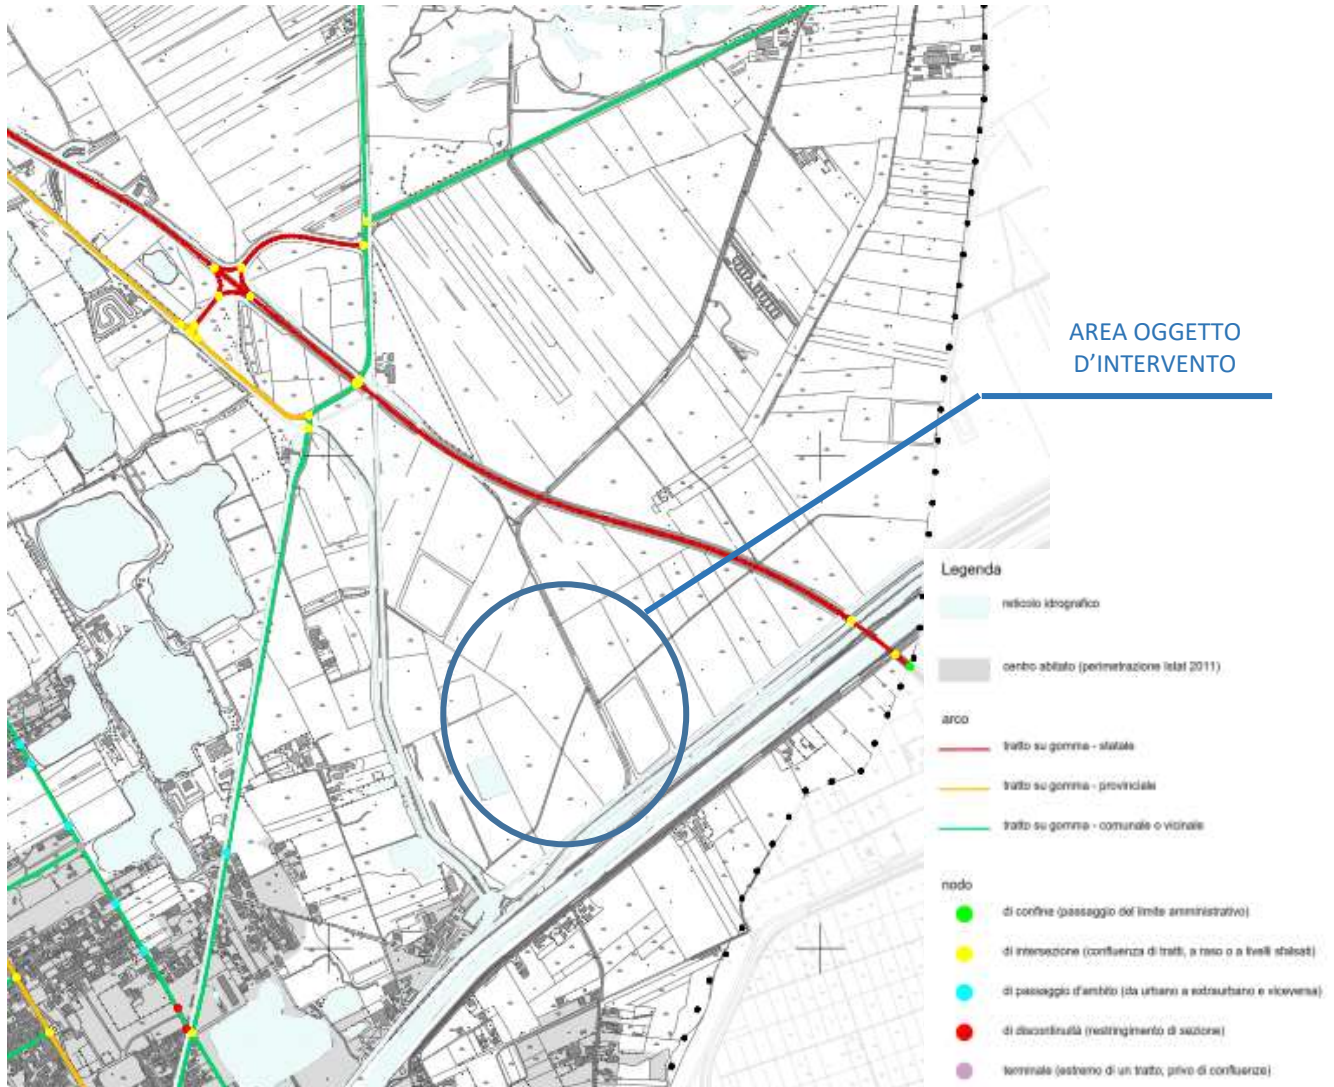 AREA OGGETTO
D'INTERVENTO
Legenda
reticolo idrografico
centro abitato (perimetrazione Istat 2011)
arco
tratto su gomma - statale
tratto su gomma - provinciale
tratto su gomma - comunale o vicinale
nodo
di confine (passaggio del limite amministrativo)
di intersezione (confluenza di tratti, a raso o a livelli sfalsati)
di passaggio d'ambito (da urbano a extraurbano e viceversa)
di discontinuità (restringimento di sezione)
terminale (estremo di un tratto, privo di confluenze)